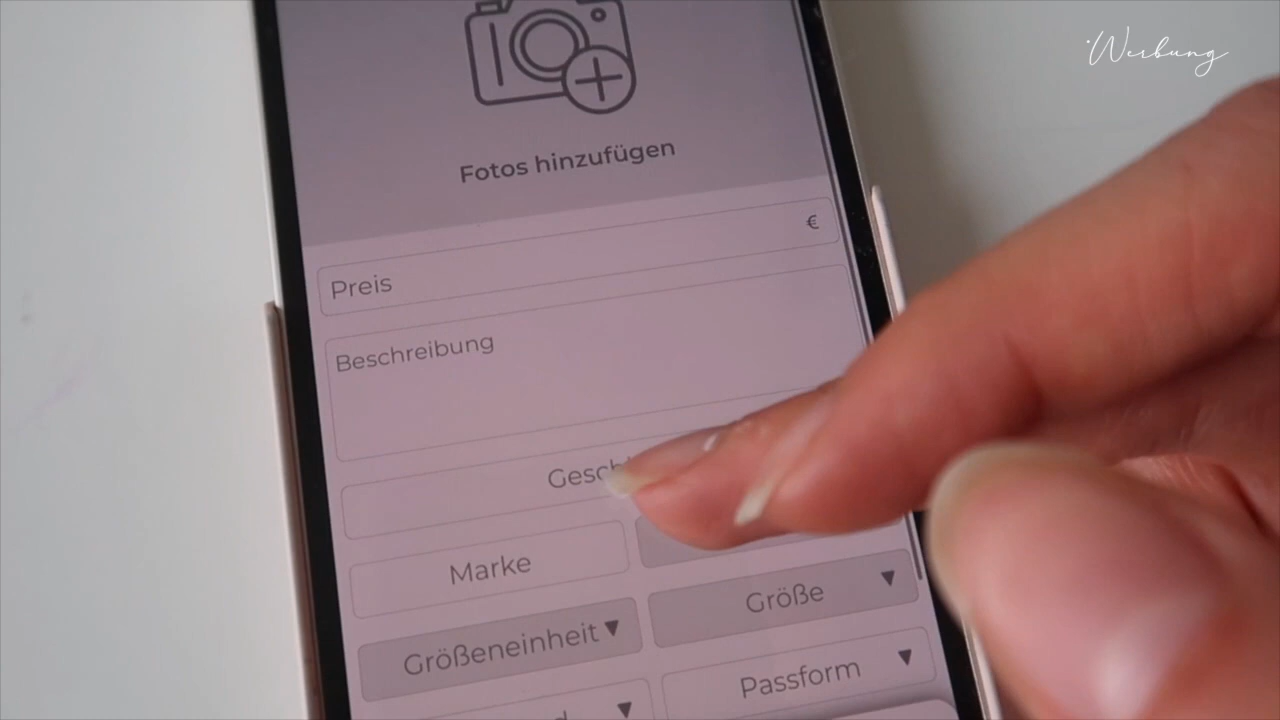 Werbung
Fotos hinzufügen
€
Preis
Beschreibung
Marke
Größe
Größeneinheit
Passform